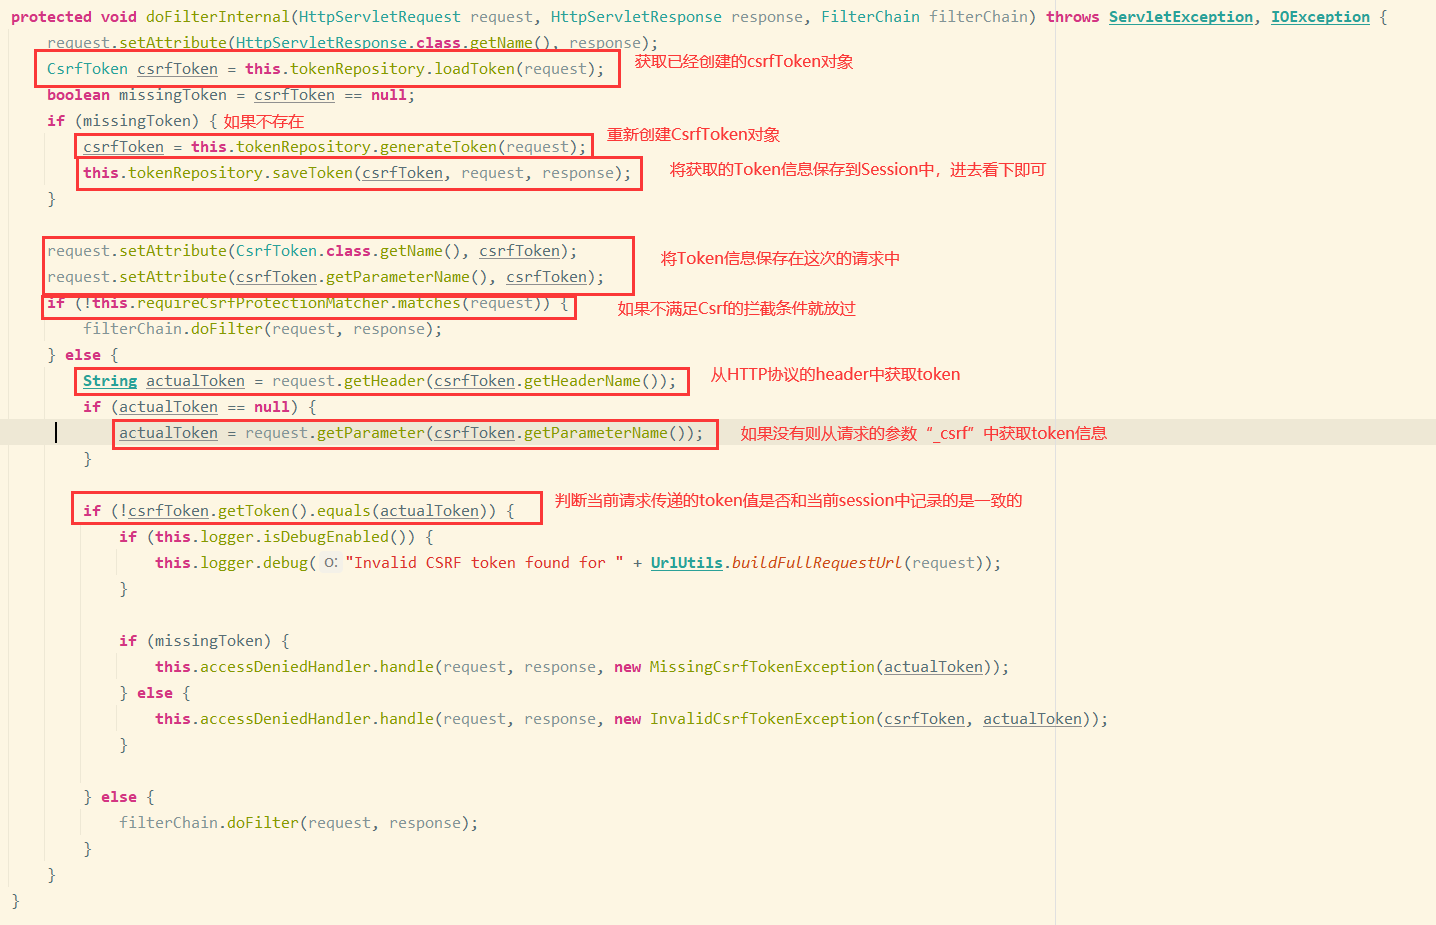 protected void doFilterInternal(HttpServletRequest request, HttpServletResponse response, FilterChain filterChain) throws ServletException, IOException {
request.setAttribute(HttpServletResponse.class.getName(), response);
CsrfToken csrfToken = this.tokenRepository.loadToken(request); 获取已经创建的csrfToken对象
boolean missingToken = csrfToken == null;
if (missingToken) { 如果不存在
csrfToken = this.tokenRepository.generateToken(request); 重新创建CsrfToken对象
this.tokenRepository.saveToken(csrfToken, request, response); 将获取的Token信息保存到Session中，进去看下即可
}
request.setAttribute(CsrfToken.class.getName(), csrfToken); 将Token信息保存在这次的请求中
request.setAttribute(csrfToken.getParameterName(), csrfToken);
if (!this.requireCsrfProtectionMatcher.matches(request)) { 如果不满足Csrf的拦截条件就放过
filterChain.doFilter(request, response);
} else {
String actualToken = request.getHeader(csrfToken.getHeaderName()); 从HTTP协议的header中获取token
if (actualToken == null) {
actualToken = request.getParameter(csrfToken.getParameterName()); 如果没有则从请求的参数“_csrf”中获取token信息
}
if (!csrfToken.getToken().equals(actualToken)) { 判断当前请求传递的token值是否和当前session中记录的是一致的
if (this.logger.isDebugEnabled()) {
this.logger.debug( o: "Invalid CSRF token found for " + UrlUtils.buildFullRequestUrl(request));
}
if (missingToken) {
this.accessDeniedHandler.handle(request, response, new MissingCsrfTokenException(actualToken));
} else {
this.accessDeniedHandler.handle(request, response, new InvalidCsrfTokenException(csrfToken, actualToken));
}
} else {
filterChain.doFilter(request, response);
}
}
}